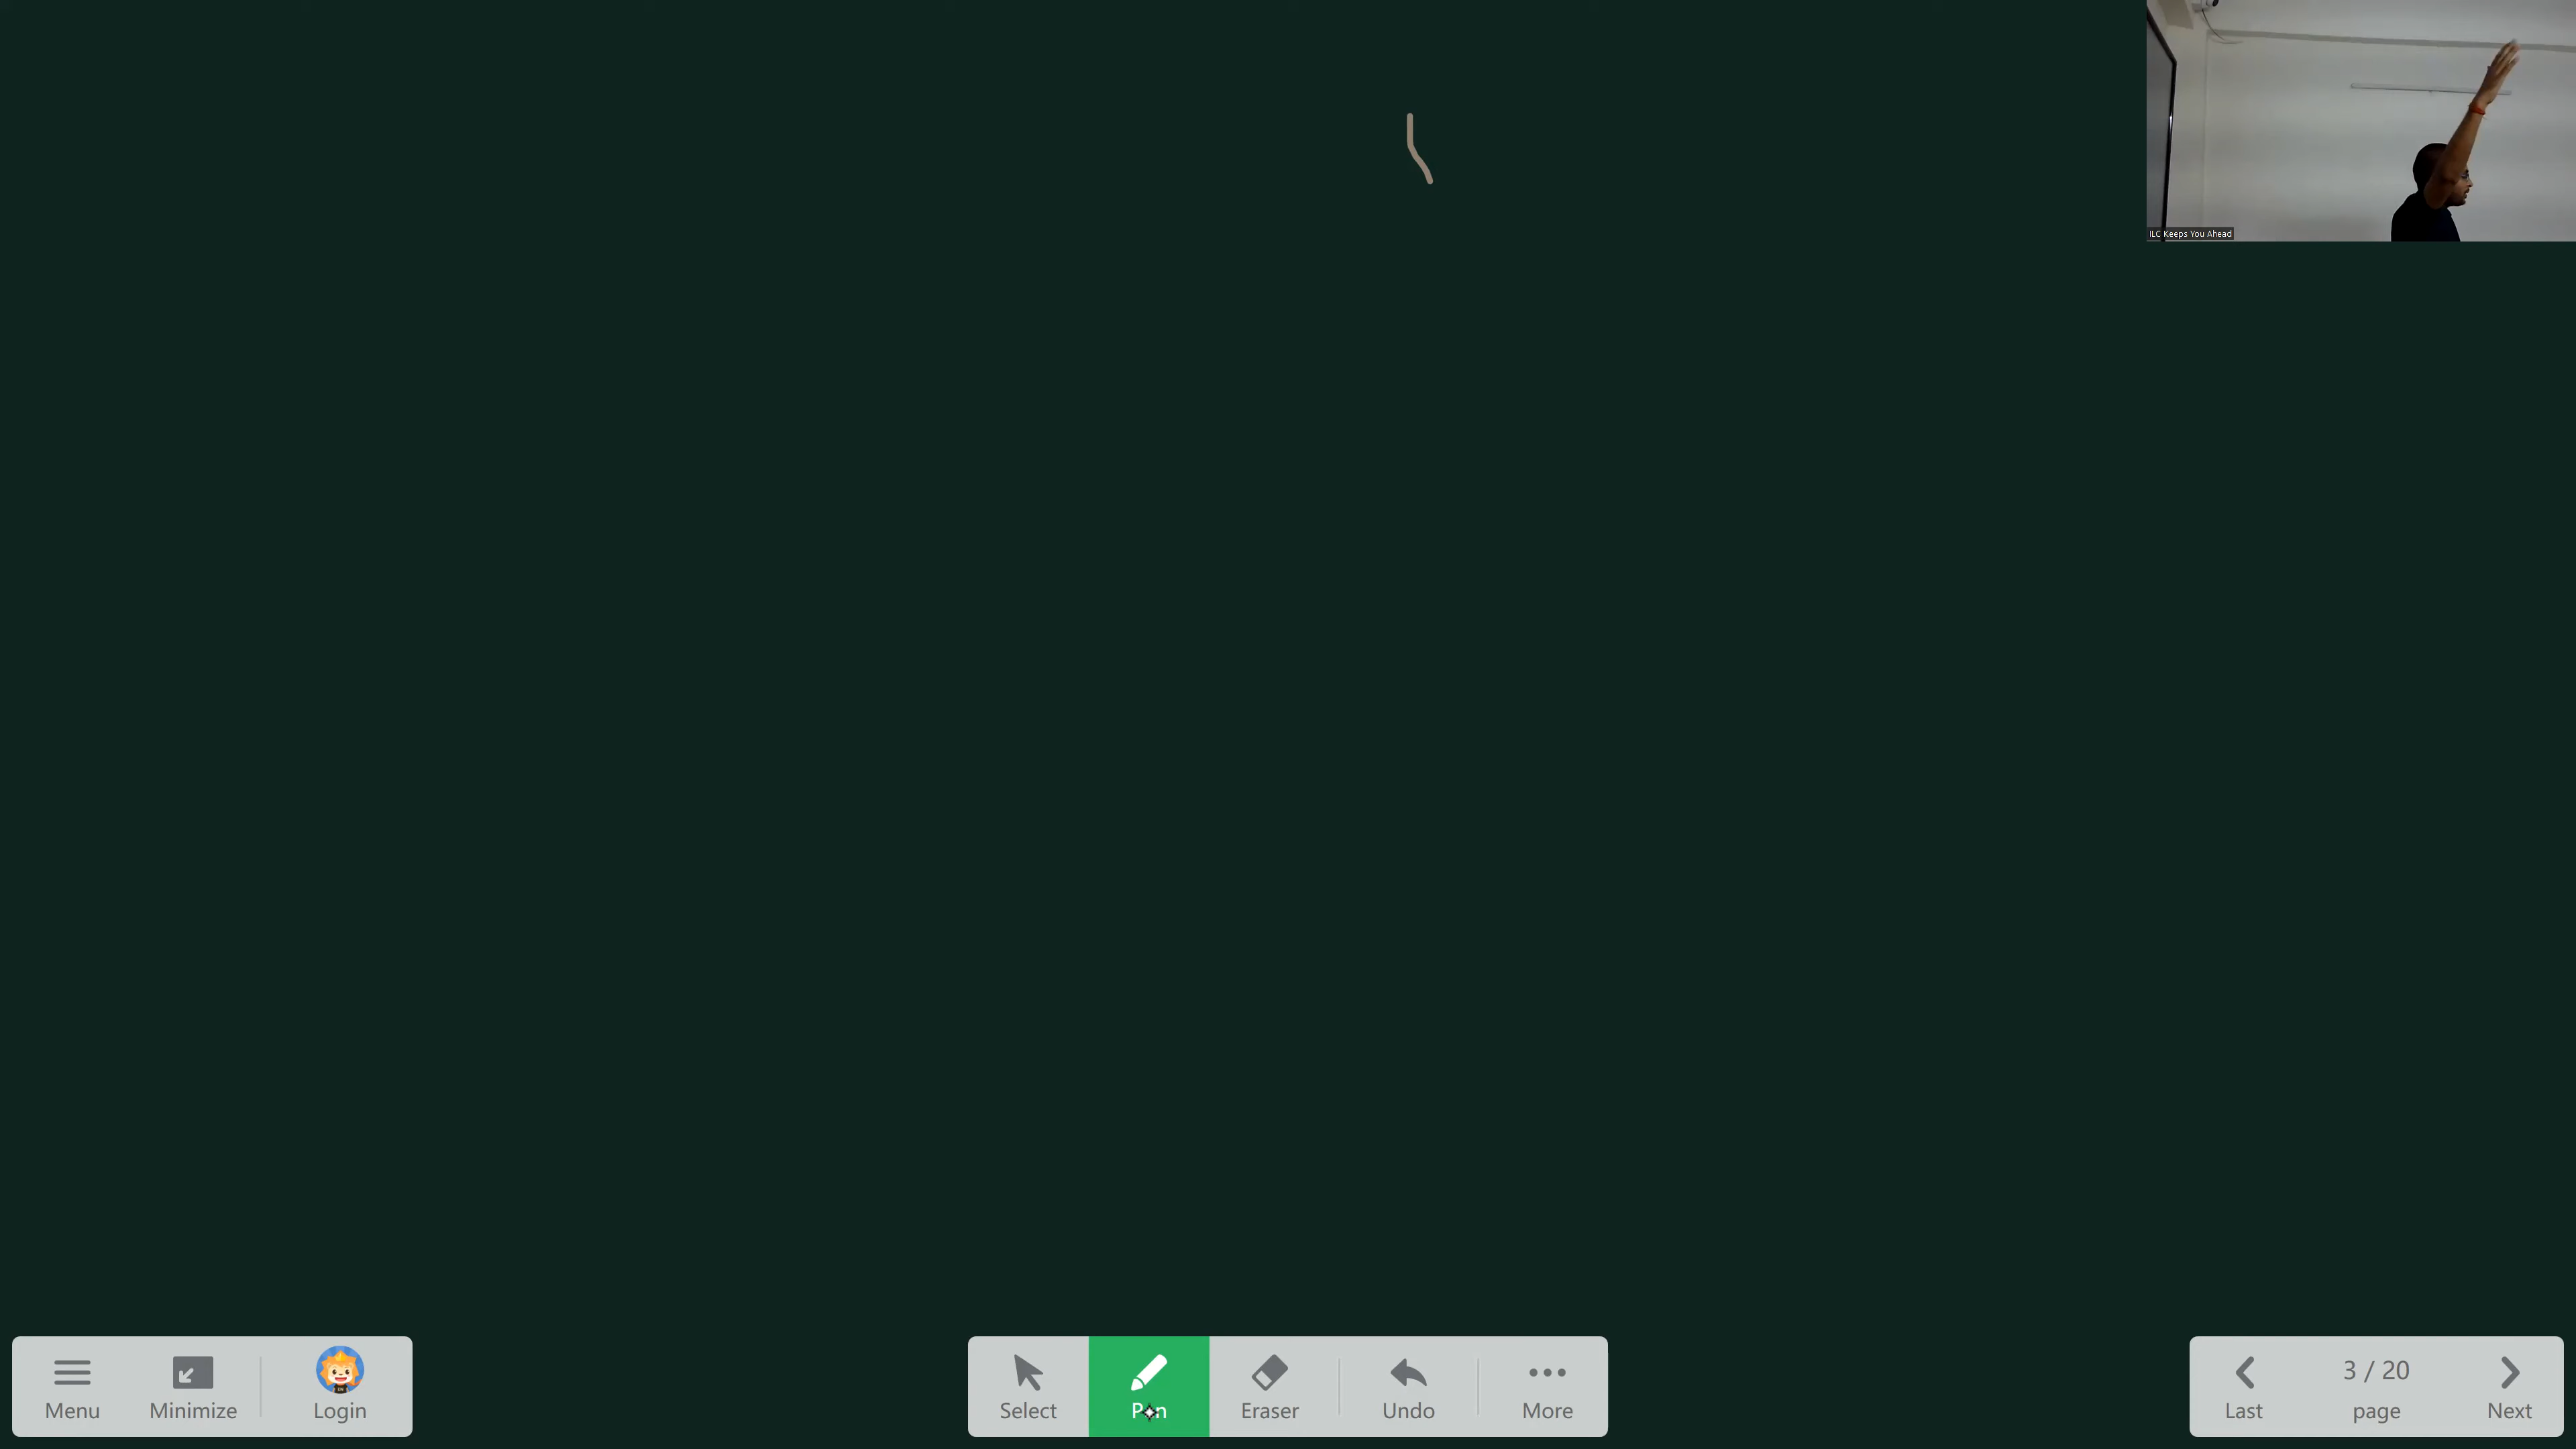 ILC Keeps You Ahead
Menu
Minimize
Login
Select
Pen
Eraser
Undo
More
Last
3 / 20
page
Next